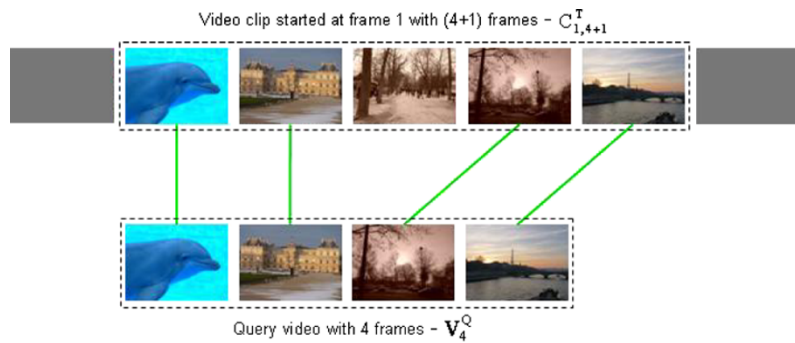 Video clip started at frame 1 with (4+1) frames - C^T_{1,4+1}
Query video with 4 frames - V^Q_4